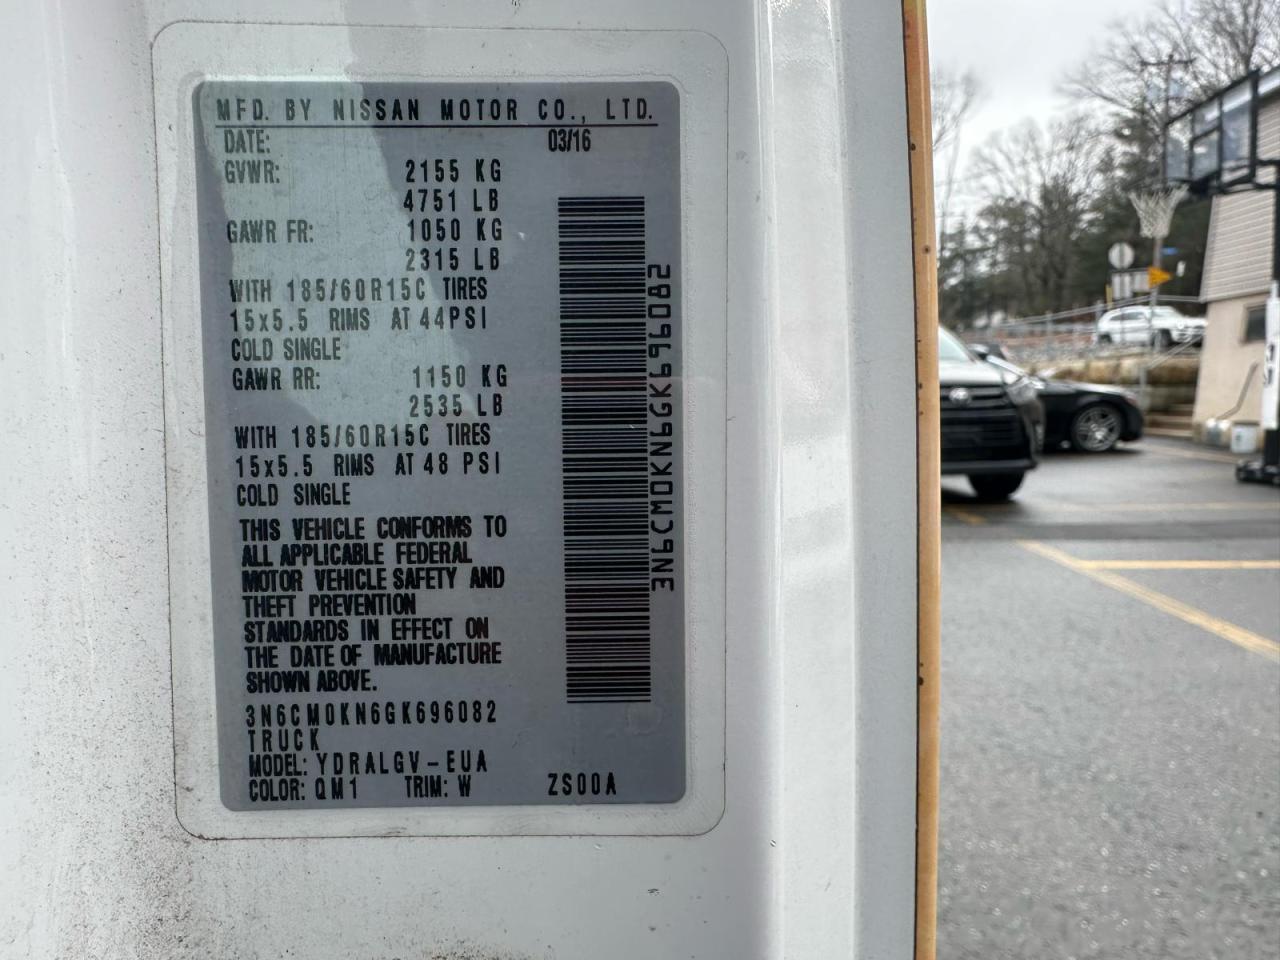 MFD. BY NISSAN MOTOR CO., LTD.
DATE: 03/16
GVWR: 2155 KG
4751 LB
GAWR FR: 1050 KG
2315 LB
WITH 185/60R15C TIRES
15x5.5 RIMS AT 44PSI
COLD SINGLE
GAWR RR: 1150 KG
2535 LB
WITH 185/60R15C TIRES
15x5.5 RIMS AT 48 PSI
COLD SINGLE
THIS VEHICLE CONFORMS TO
ALL APPLICABLE FEDERAL
MOTOR VEHICLE SAFETY AND
THEFT PREVENTION
STANDARDS IN EFFECT ON
THE DATE OF MANUFACTURE
SHOWN ABOVE.
3N6CM0KN6GK696082
TRUCK
MODEL: YDRALGV-EUA
COLOR: QM1 TRIM: W ZS00A
3N6CM0KN6GK696082